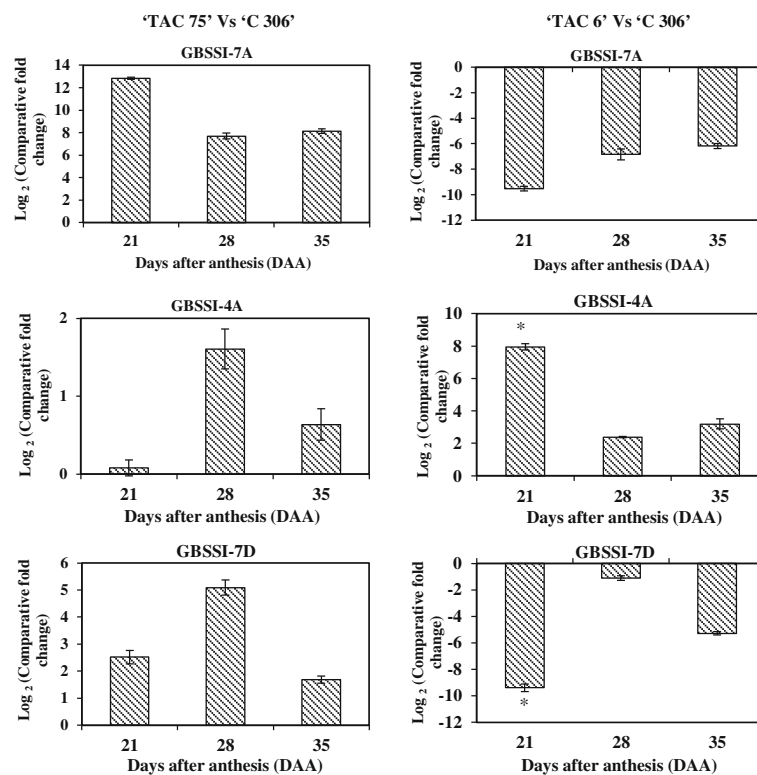 ‘TAC 75’ Vs ‘C 306’
GBSSI-7A
Log 2 (Comparative fold change)
14
12
10
8
6
4
2
0
21 28 35
Days after anthesis (DAA)
‘TAC 6’ Vs ‘C 306’
GBSSI-7A
Log 2 (Comparative fold change)
0
-2
-4
-6
-8
-10
-12
21 28 35
Days after anthesis (DAA)
GBSSI-4A
Log 2 (Comparative fold change)
2
1
0
21 28 35
Days after anthesis (DAA)
GBSSI-4A
Log 2 (Comparative fold change)
10
8
6
4
2
0
*
21 28 35
Days after anthesis (DAA)
GBSSI-7D
Log 2 (Comparative fold change)
6
5
4
3
2
1
0
21 28 35
Days after anthesis (DAA)
GBSSI-7D
Log 2 (Comparative fold change)
0
-2
-4
-6
-8
-10
-12
*
21 28 35
Days after anthesis (DAA)